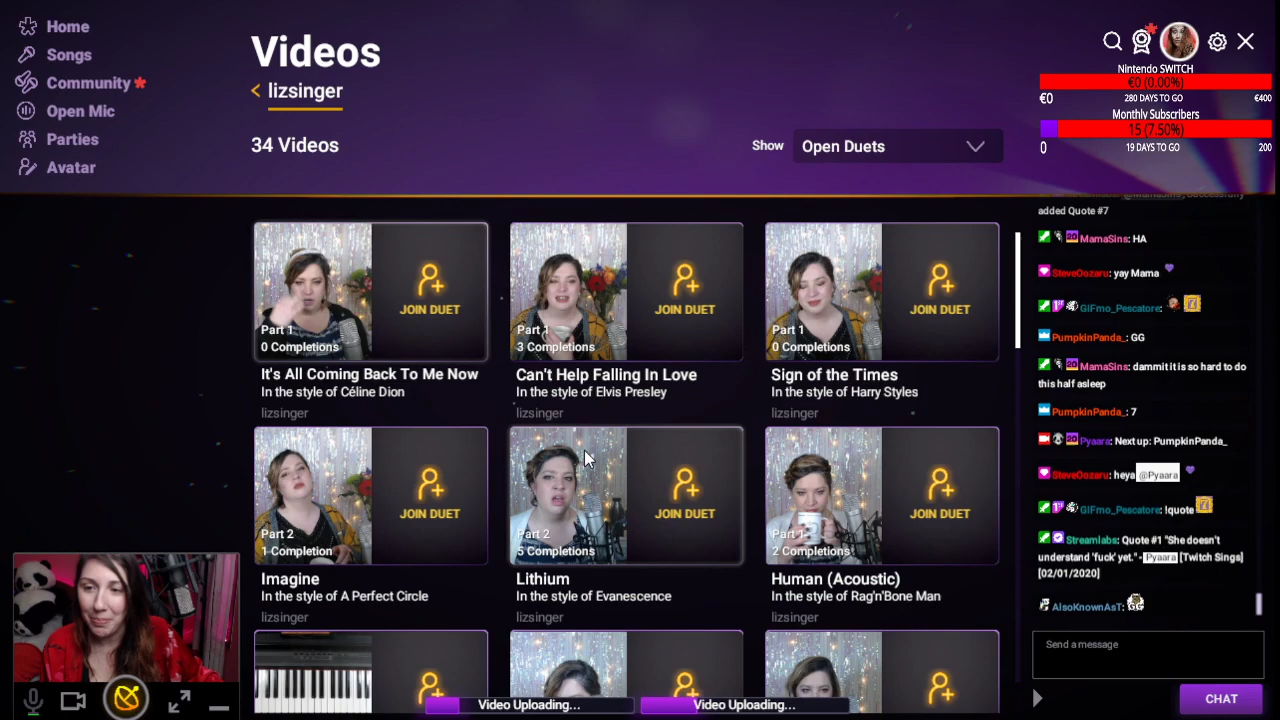 Home
Songs
Community
Open Mic
Parties
Avatar
Videos
< lizsinger
34 Videos
Show
Open Duets
Nintendo SWITCH
€0 (0.00%)
€0
280 DAYS TO GO
€400
Monthly Subscribers
15 (7.50%)
0
19 DAYS TO GO
200
JOIN DUET
Part 1
0 Completions
It's All Coming Back To Me Now
In the style of Céline Dion
lizsinger
JOIN DUET
Part 1
3 Completions
Can't Help Falling In Love
In the style of Elvis Presley
lizsinger
JOIN DUET
Part 1
0 Completions
Sign of the Times
In the style of Harry Styles
lizsinger
JOIN DUET
Part 2
1 Completion
Imagine
In the style of A Perfect Circle
lizsinger
JOIN DUET
Part 2
5 Completions
Lithium
In the style of Evanescence
lizsinger
JOIN DUET
Part 1
2 Completions
Human (Acoustic)
In the style of Rag'n'Bone Man
lizsinger
Video Uploading...
Video Uploading...
added Quote #7
MamaSins: HA
SteveOozaru: yay Mama
GIFmo_Pescatore:
PumpkinPanda_: GG
MamaSins: dammit it is so hard to do
this half asleep
PumpkinPanda_: 7
Pyaara: Next up: PumpkinPanda_
SteveOozaru: heya @Pyaara
GIFmo_Pescatore: !quote
Streamlabs: Quote #1 "She doesn't
understand 'fuck' yet." - Pyaara [Twitch Sings]
[02/01/2020]
AlsoKnownAsT:
Send a message
CHAT